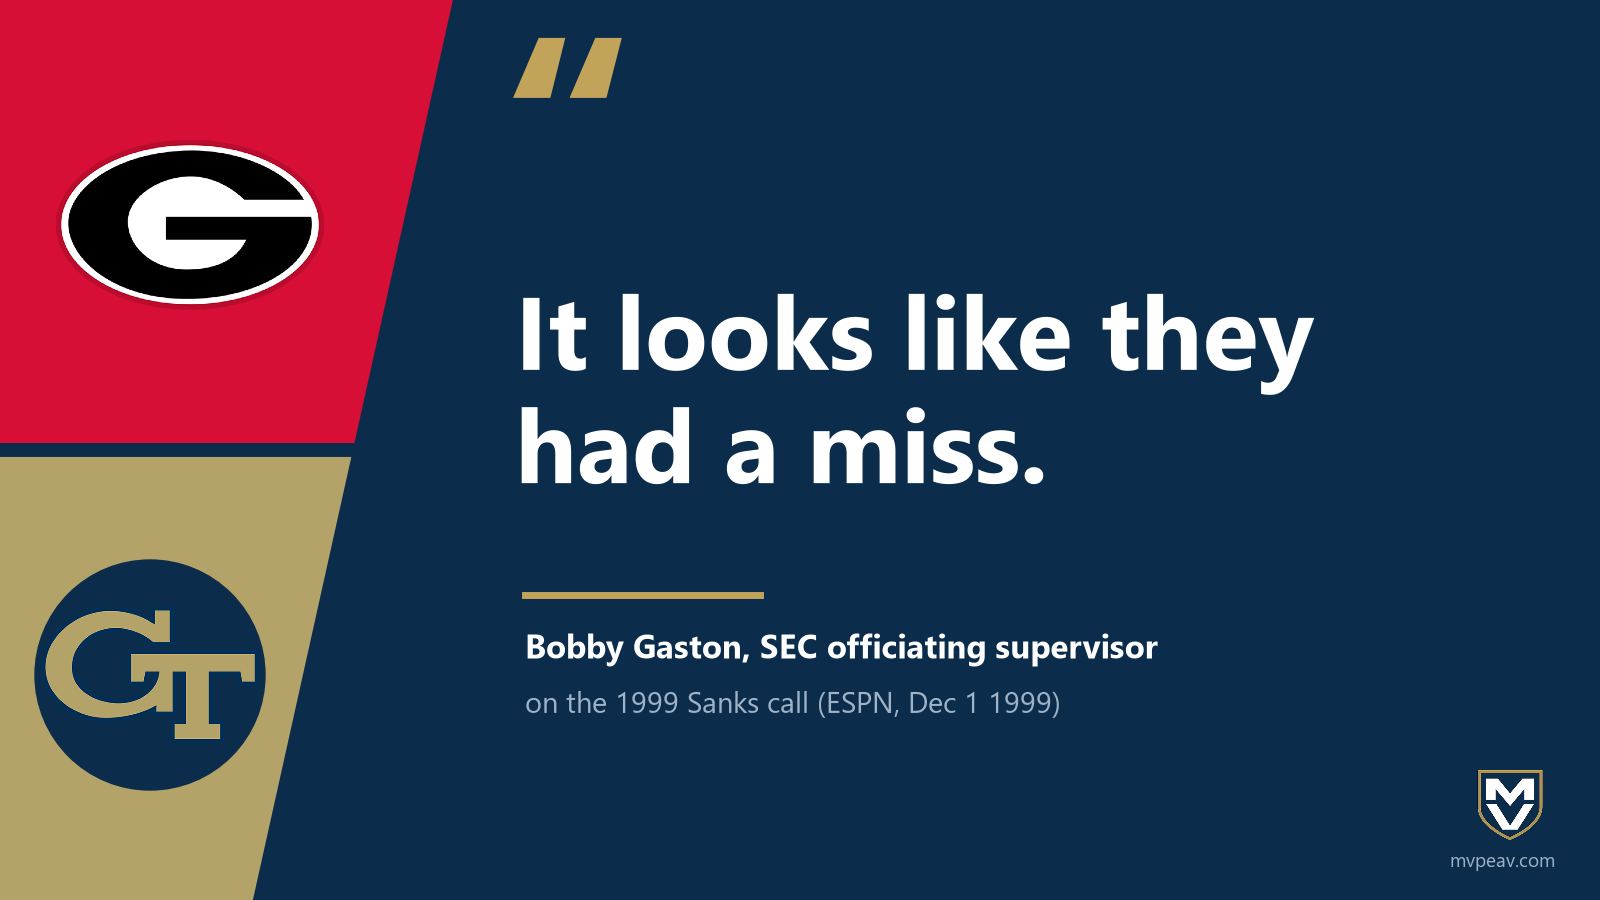 G
GT
“
It looks like they
had a miss.
Bobby Gaston, SEC officiating supervisor
on the 1999 Sanks call (ESPN, Dec 1 1999)
MV
mvpeav.com